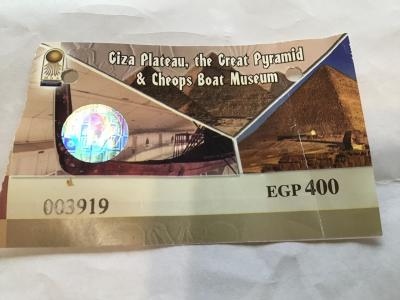 Giza Plateau, the Great Pyramid
& Cheops Boat Museum
003919
EGP 400